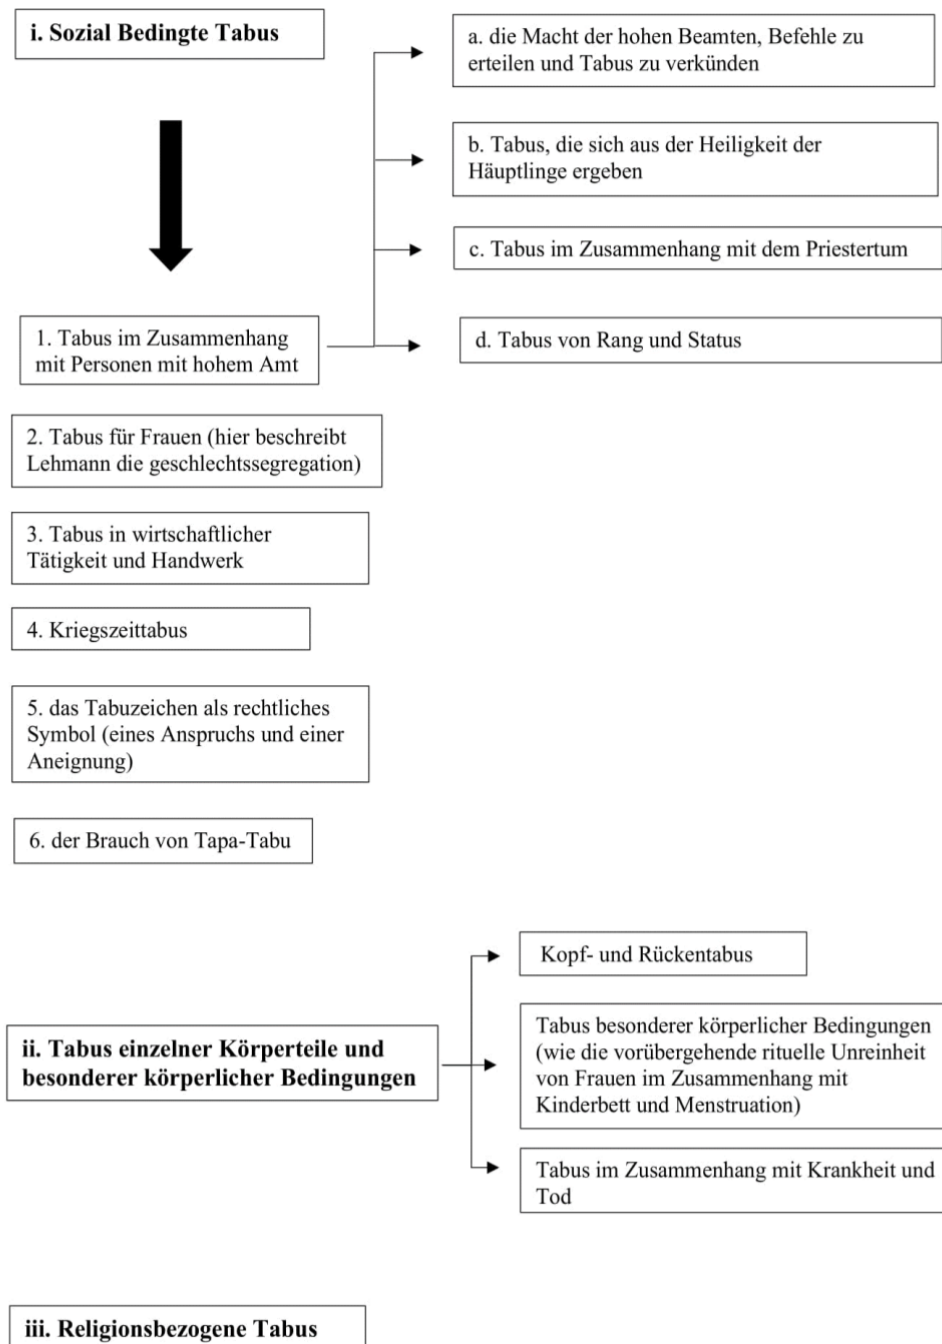 i. Sozial Bedingte Tabus
a. die Macht der hohen Beamten, Befehle zu
erteilen und Tabus zu verkünden
b. Tabus, die sich aus der Heiligkeit der
Häuptlinge ergeben
c. Tabus im Zusammenhang mit dem Priestertum
d. Tabus von Rang und Status
1. Tabus im Zusammenhang
mit Personen mit hohem Amt
2. Tabus für Frauen (hier beschreibt
Lehmann die geschlechtssegregation)
3. Tabus in wirtschaftlicher
Tätigkeit und Handwerk
4. Kriegszeittabus
5. das Tabuzeichen als rechtliches
Symbol (eines Anspruchs und einer
Aneignung)
6. der Brauch von Tapa-Tabu
ii. Tabus einzelner Körperteile und
besonderer körperlicher Bedingungen
Kopf- und Rückentabus
Tabus besonderer körperlicher Bedingungen
(wie die vorübergehende rituelle Unreinheit
von Frauen im Zusammenhang mit
Kinderbett und Menstruation)
Tabus im Zusammenhang mit Krankheit und
Tod
iii. Religionsbezogene Tabus